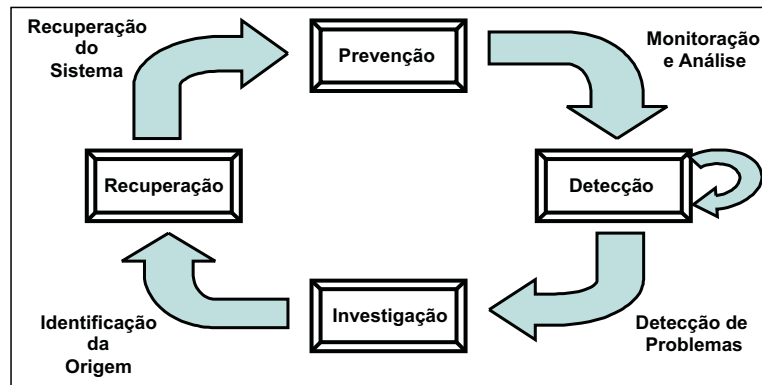 Recuperação
do
Sistema
Prevenção
Monitoração
e Análise
Recuperação
Detecção
Identificação
da
Origem
Investigação
Detecção de
Problemas